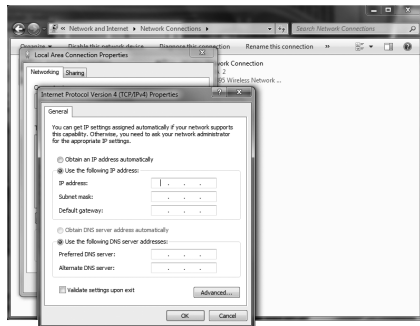 « Network and Internet ▸ Network Connections ▸
Search Network Connections
Organize ▾ Disable this network device Diagnose this connection Rename this connection »
Local Area Connection Properties
work Connection
2
95 Wireless Network ...
Networking Sharing
Internet Protocol Version 4 (TCP/IPv4) Properties
General
You can get IP settings assigned automatically if your network supports
this capability. Otherwise, you need to ask your network administrator
for the appropriate IP settings.
Obtain an IP address automatically
Use the following IP address:
IP address:
Subnet mask:
Default gateway:
Obtain DNS server address automatically
Use the following DNS server addresses:
Preferred DNS server:
Alternate DNS server:
Validate settings upon exit
Advanced...
OK Cancel